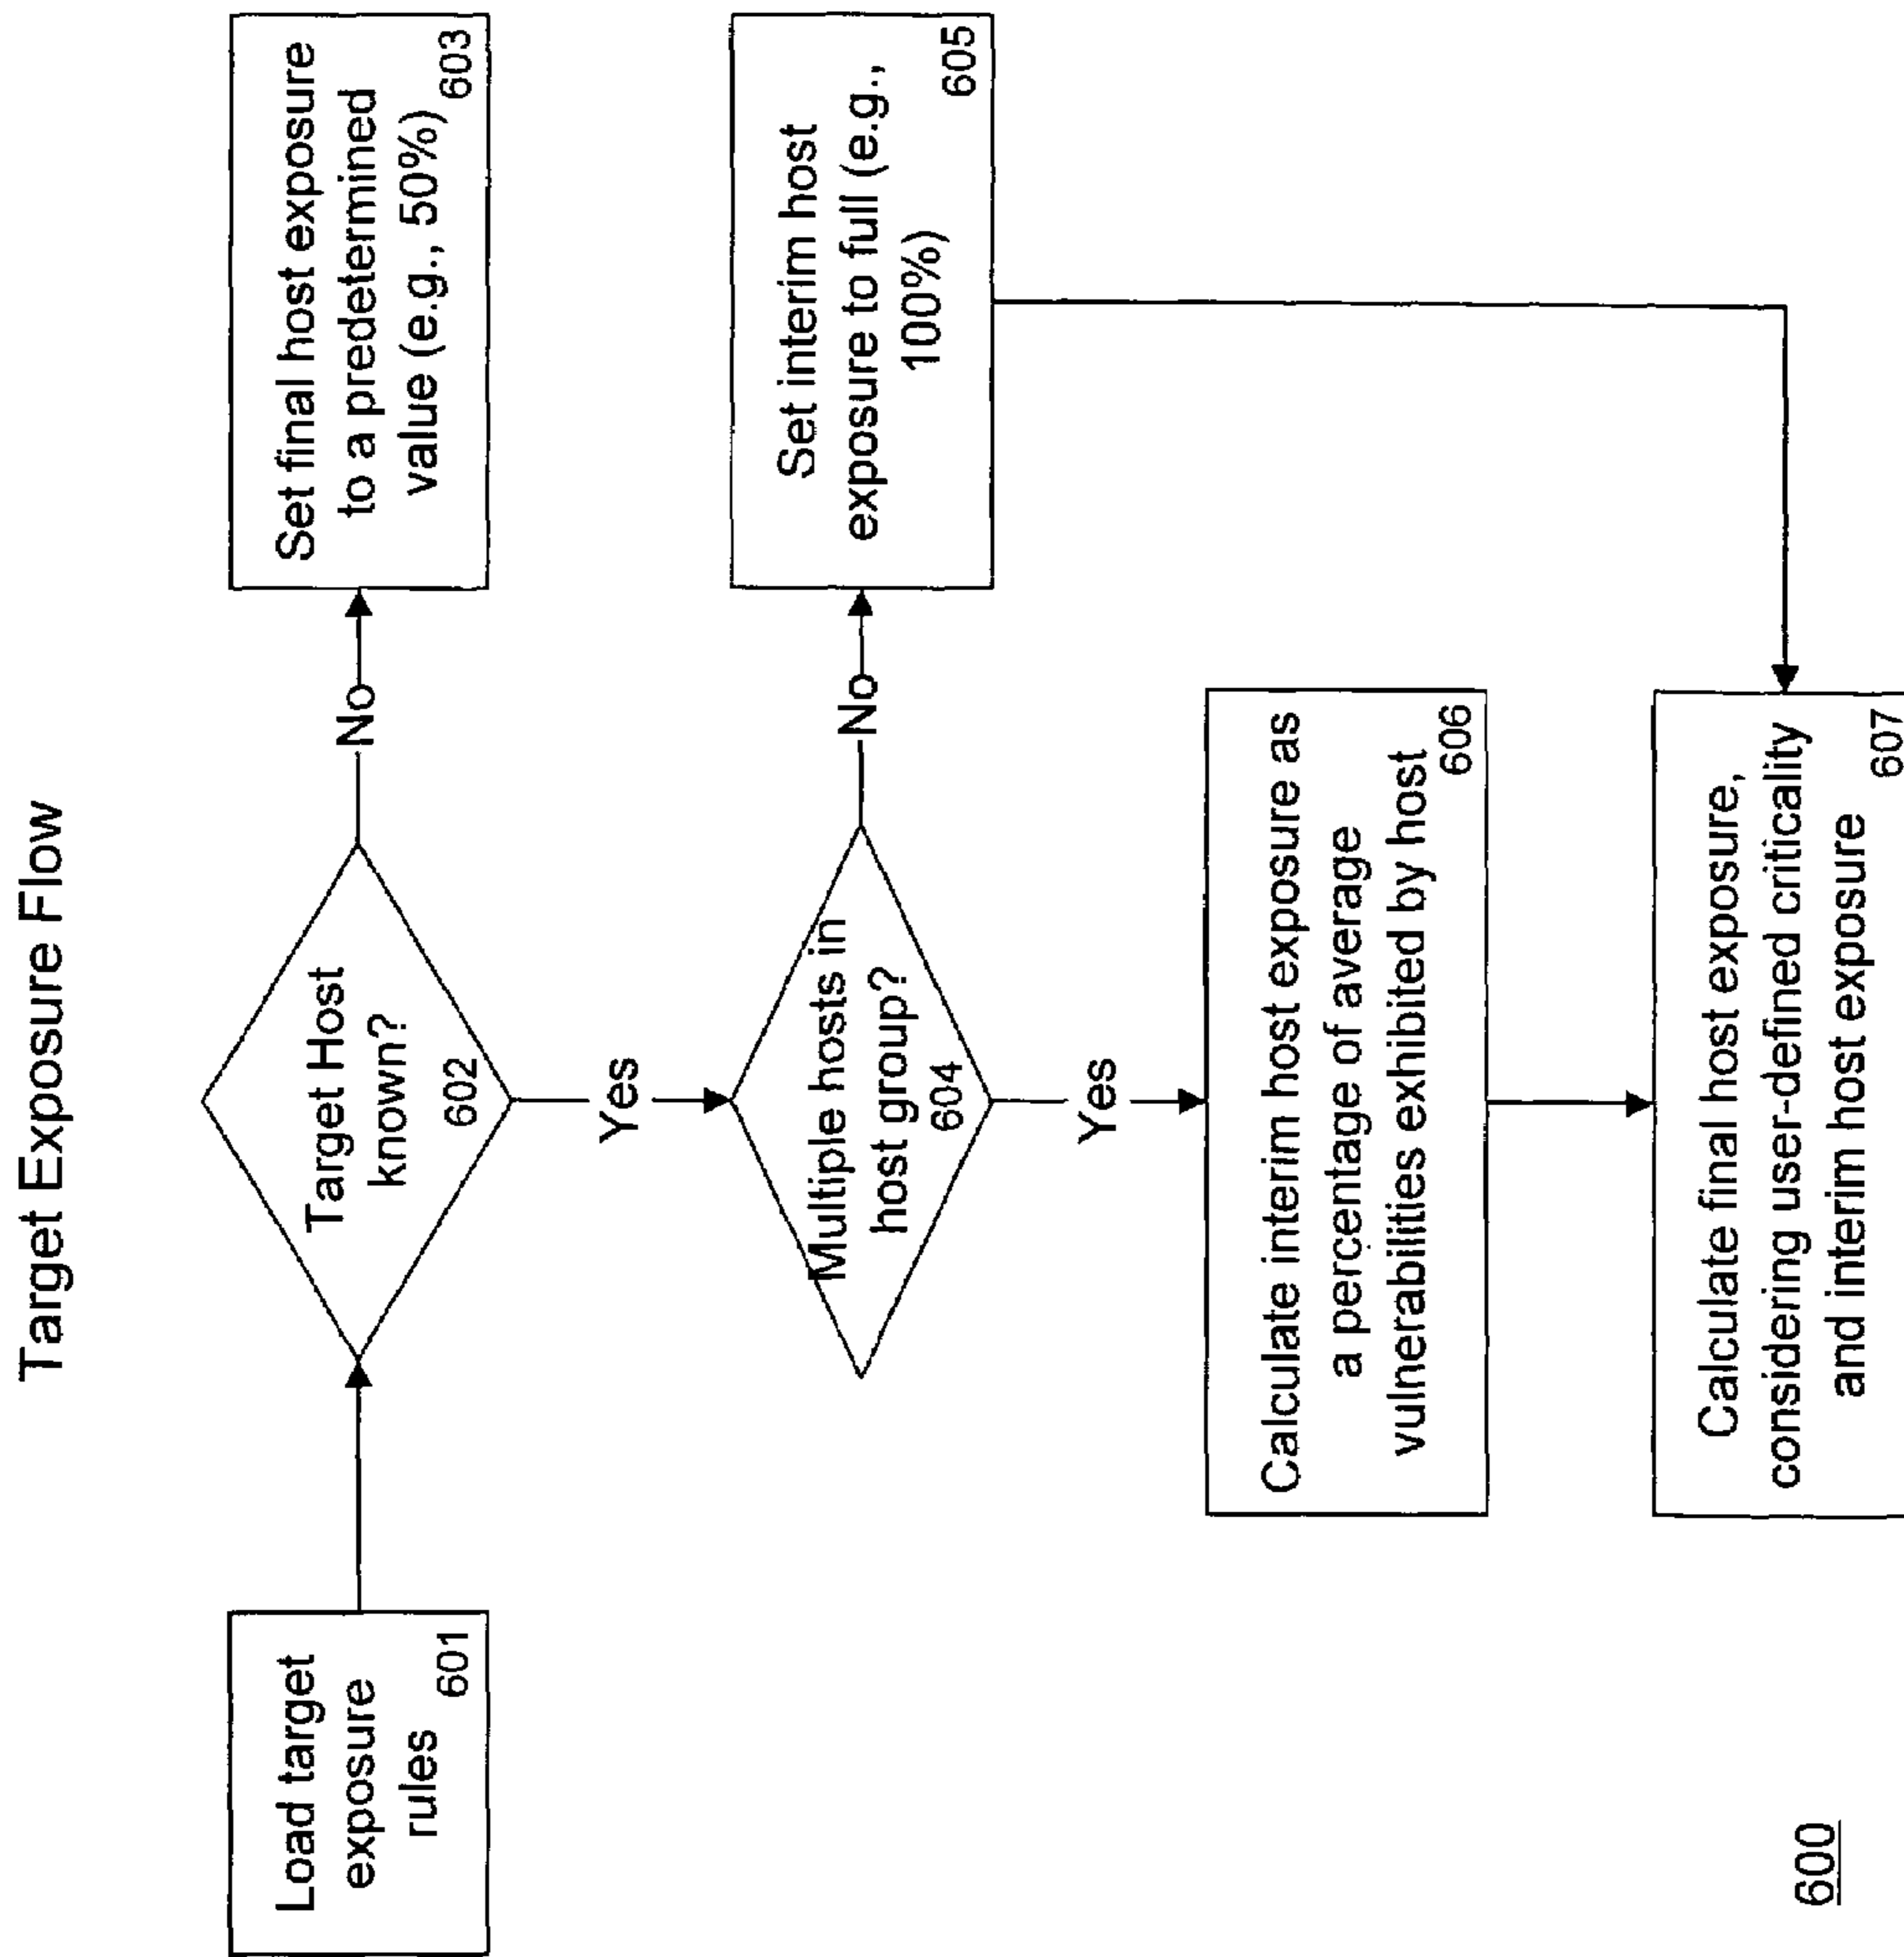 Target Exposure Flow
Load target
exposure
rules
601
Target Host
known?
602
No
Set final host exposure
to a predetermined
value (e.g., 50%)
603
Yes
Multiple hosts in
host group?
604
No
Set interim host
exposure to full (e.g.,
100%)
605
Yes
Calculate interim host exposure as
a percentage of average
vulnerabilities exhibited by host
606
Calculate final host exposure,
considering user-defined criticality
and interim host exposure
607
600